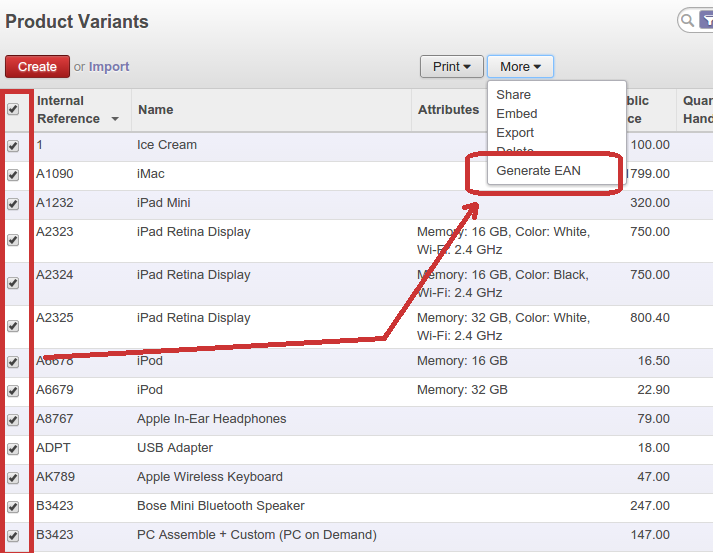 Product Variants
Create or Import
Print More
Share
Embed
Export
Delete
Generate EAN
Internal Reference Name Attributes
1 Ice Cream 100.00
A1090 iMac 1799.00
A1232 iPad Mini 320.00
A2323 iPad Retina Display Memory: 16 GB, Color: White, 750.00
Wi-Fi: 2.4 GHz
A2324 iPad Retina Display Memory: 16 GB, Color: Black, 750.00
Wi-Fi: 2.4 GHz
A2325 iPad Retina Display Memory: 32 GB, Color: White, 800.40
Wi-Fi: 2.4 GHz
A6678 iPod Memory: 16 GB 16.50
A6679 iPod Memory: 32 GB 22.90
A8767 Apple In-Ear Headphones 79.00
ADPT USB Adapter 18.00
AK789 Apple Wireless Keyboard 47.00
B3423 Bose Mini Bluetooth Speaker 247.00
B3423 PC Assemble + Custom (PC on Demand) 147.00